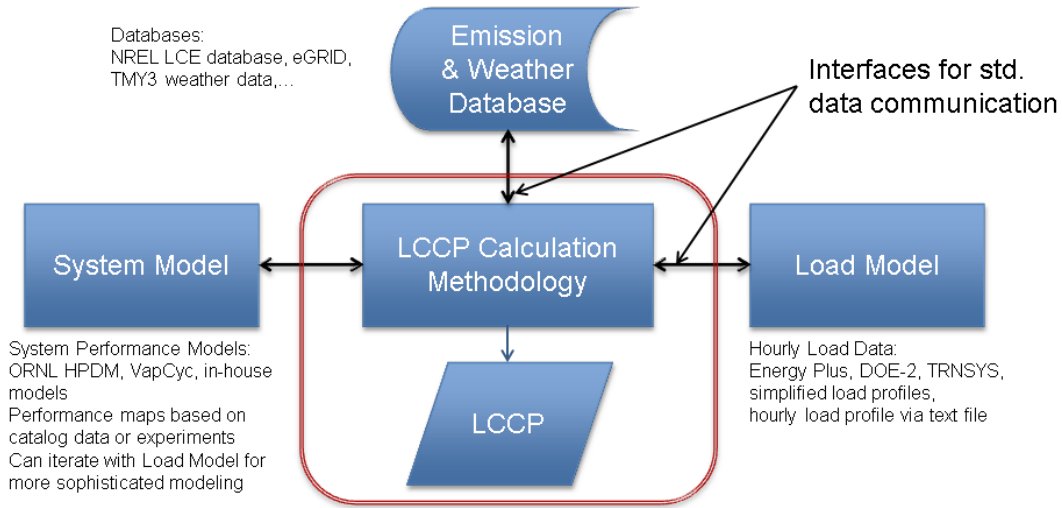 Databases:
NREL LCE database, eGRID,
TMY3 weather data,...
Emission
& Weather
Database
Interfaces for std.
data communication
System Model
LCCP Calculation
Methodology
Load Model
System Performance Models:
ORNL HPDM, VapCyc, in-house
models
Performance maps based on
catalog data or experiments
Can iterate with Load Model for
more sophisticated modeling
LCCP
Hourly Load Data:
Energy Plus, DOE-2, TRNSYS,
simplified load profiles,
hourly load profile via text file